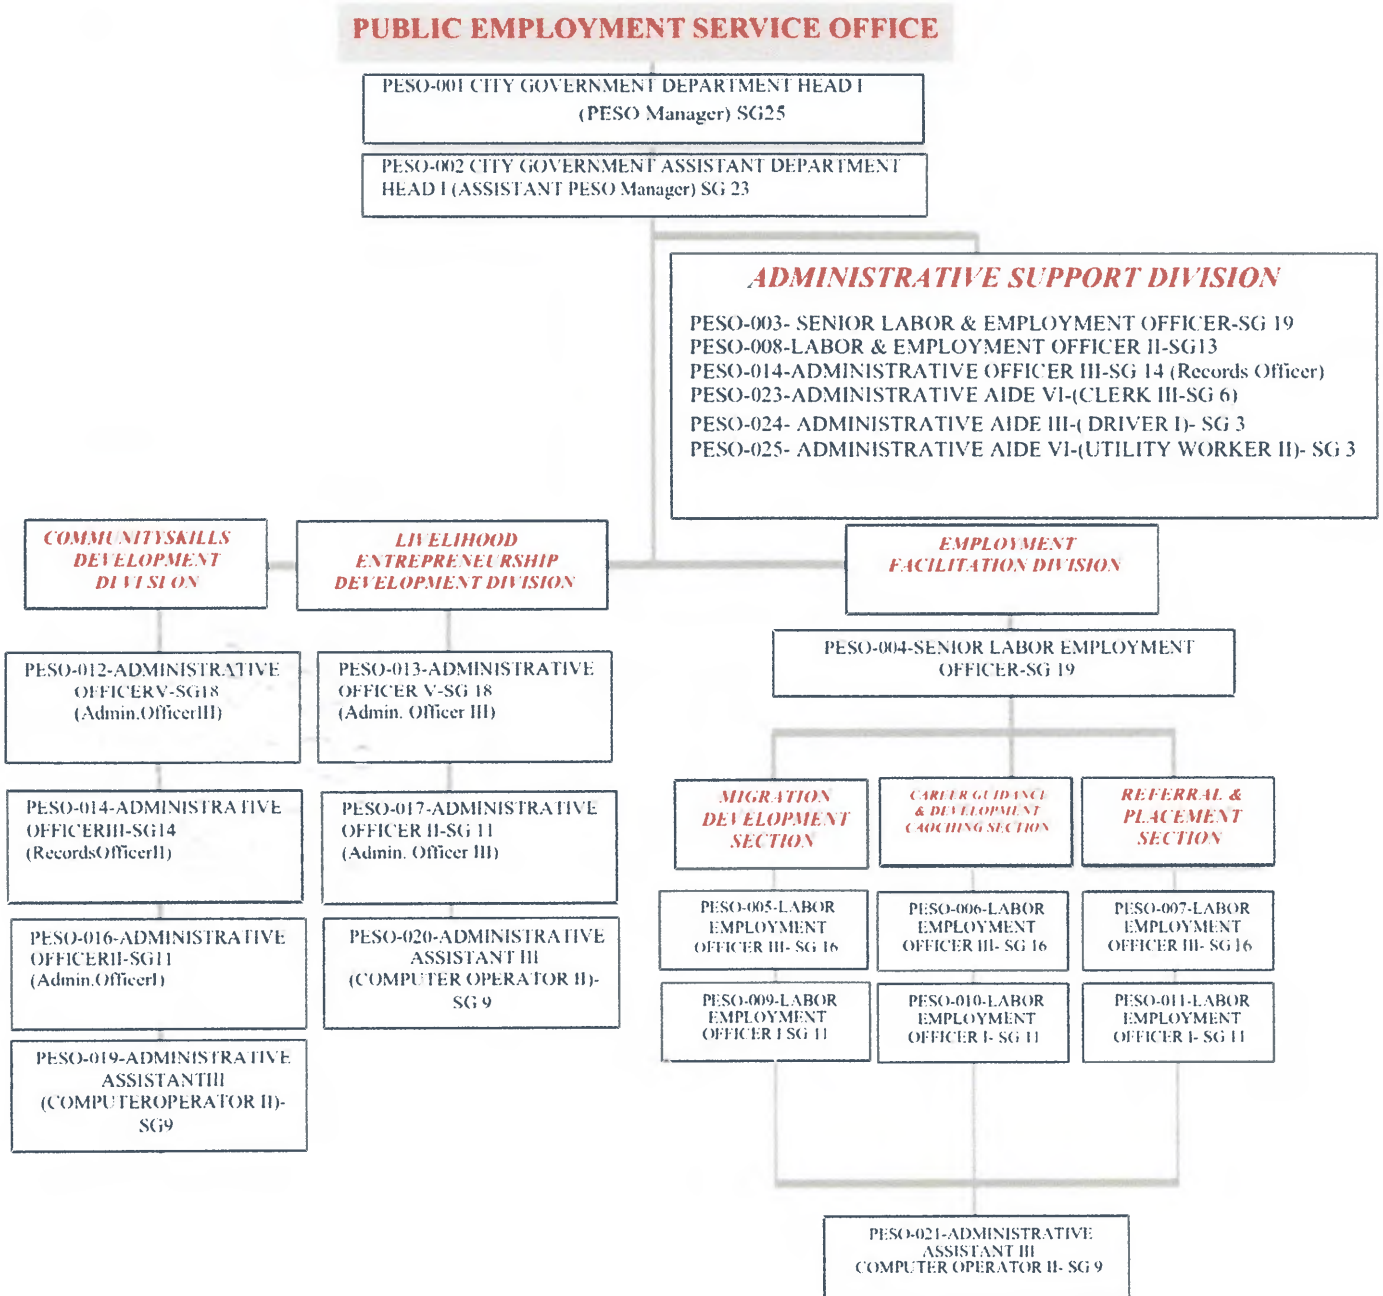 PUBLIC EMPLOYMENT SERVICE OFFICE
PESO-001 CITY GOVERNMENT DEPARTMENT HEAD I
(PESO Manager) SG25
PESO-002 CITY GOVERNMENT ASSISTANT DEPARTMENT
HEAD I (ASSISTANT PESO Manager) SG 23
ADMINISTRATIVE SUPPORT DIVISION
PESO-003- SENIOR LABOR & EMPLOYMENT OFFICER-SG 19
PESO-008-LABOR & EMPLOYMENT OFFICER II-SG13
PESO-014-ADMINISTRATIVE OFFICER III-SG 14 (Records Officer)
PESO-023-ADMINISTRATIVE AIDE VI-(CLERK III-SG 6)
PESO-024- ADMINISTRATIVE AIDE III-( DRIVER I)- SG 3
PESO-025- ADMINISTRATIVE AIDE VI-(UTILITY WORKER II)- SG 3
COMMUNITYSKILLS
DEVELOPMENT
DIVISION
LIVELIHOOD
ENTREPRENEURSHIP
DEVELOPMENT DIVISION
EMPLOYMENT
FACILITATION DIVISION
PESO-012-ADMINISTRATIVE
OFFICERV-SG18
(Admin.OfficerIII)
PESO-014-ADMINISTRATIVE
OFFICERIII-SG14
(RecordsOfficerII)
PESO-016-ADMINISTRATIVE
OFFICERII-SG11
(Admin.OfficerI)
PESO-019-ADMINISTRATIVE
ASSISTANTIII
(COMPUTEROPERATOR II)-
SG9
PESO-013-ADMINISTRATIVE
OFFICER V-SG 18
(Admin. Officer III)
PESO-017-ADMINISTRATIVE
OFFICER II-SG 11
(Admin. Officer III)
PESO-020-ADMINISTRATIVE
ASSISTANT III
(COMPUTER OPERATOR II)-
SG 9
PESO-004-SENIOR LABOR EMPLOYMENT
OFFICER-SG 19
MIGRATION
DEVELOPMENT
SECTION
PESO-005-LABOR
EMPLOYMENT
OFFICER III- SG 16
PESO-009-LABOR
EMPLOYMENT
OFFICER I SG 11
CAREER GUIDANCE
& DEVELOPMENT
CAOCHING SECTION
PESO-006-LABOR
EMPLOYMENT
OFFICER III- SG 16
PESO-010-LABOR
EMPLOYMENT
OFFICER I- SG 11
REFERRAL &
PLACEMENT
SECTION
PESO-007-LABOR
EMPLOYMENT
OFFICER III- SG 16
PESO-011-LABOR
EMPLOYMENT
OFFICER I- SG 11
PESO-021-ADMINISTRATIVE
ASSISTANT III
COMPUTER OPERATOR II- SG 9